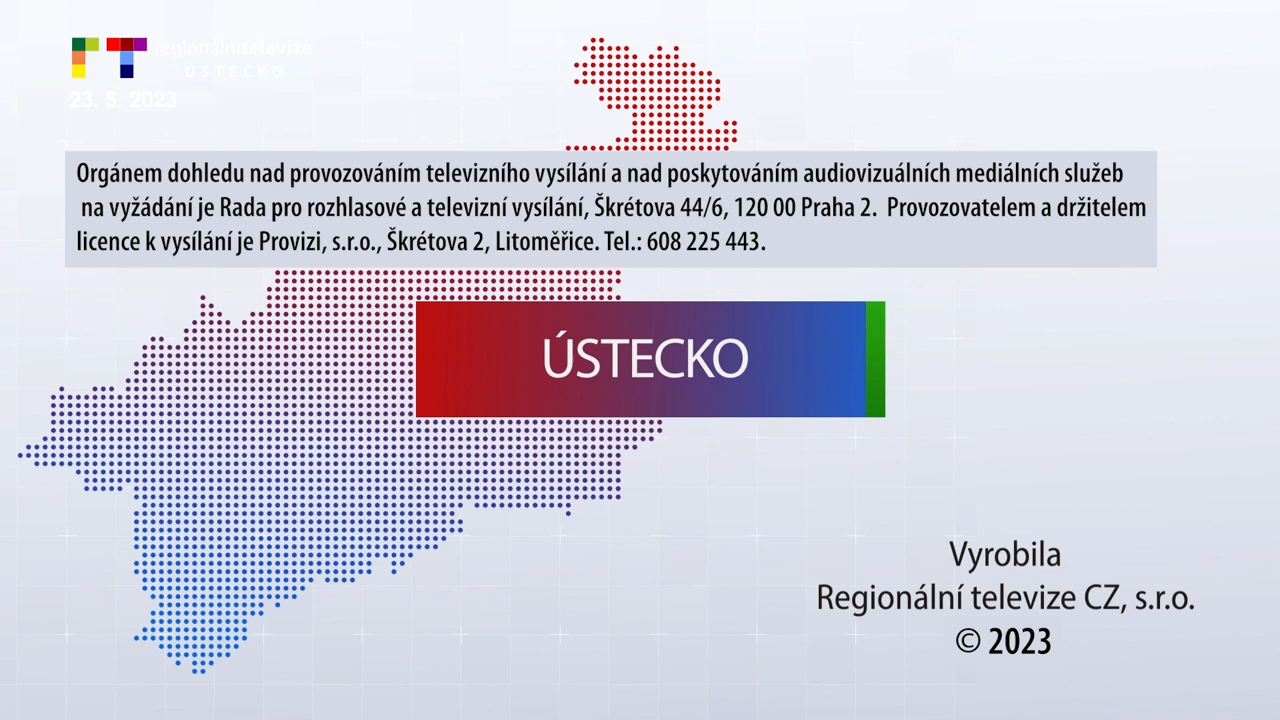 regionální televize
ÚSTECKO
23. 5. 2023
Orgánem dohledu nad provozováním televizního vysílání a nad poskytováním audiovizuálních mediálních služeb
na vyžádání je Rada pro rozhlasové a televizní vysílání, Škrétova 44/6, 120 00 Praha 2. Provozovatelem a držitelem
licence k vysílání je Provizi, s.r.o., Škrétova 2, Litoměřice. Tel.: 608 225 443.
ÚSTECKO
Vyrobila
Regionální televize CZ, s.r.o.
© 2023